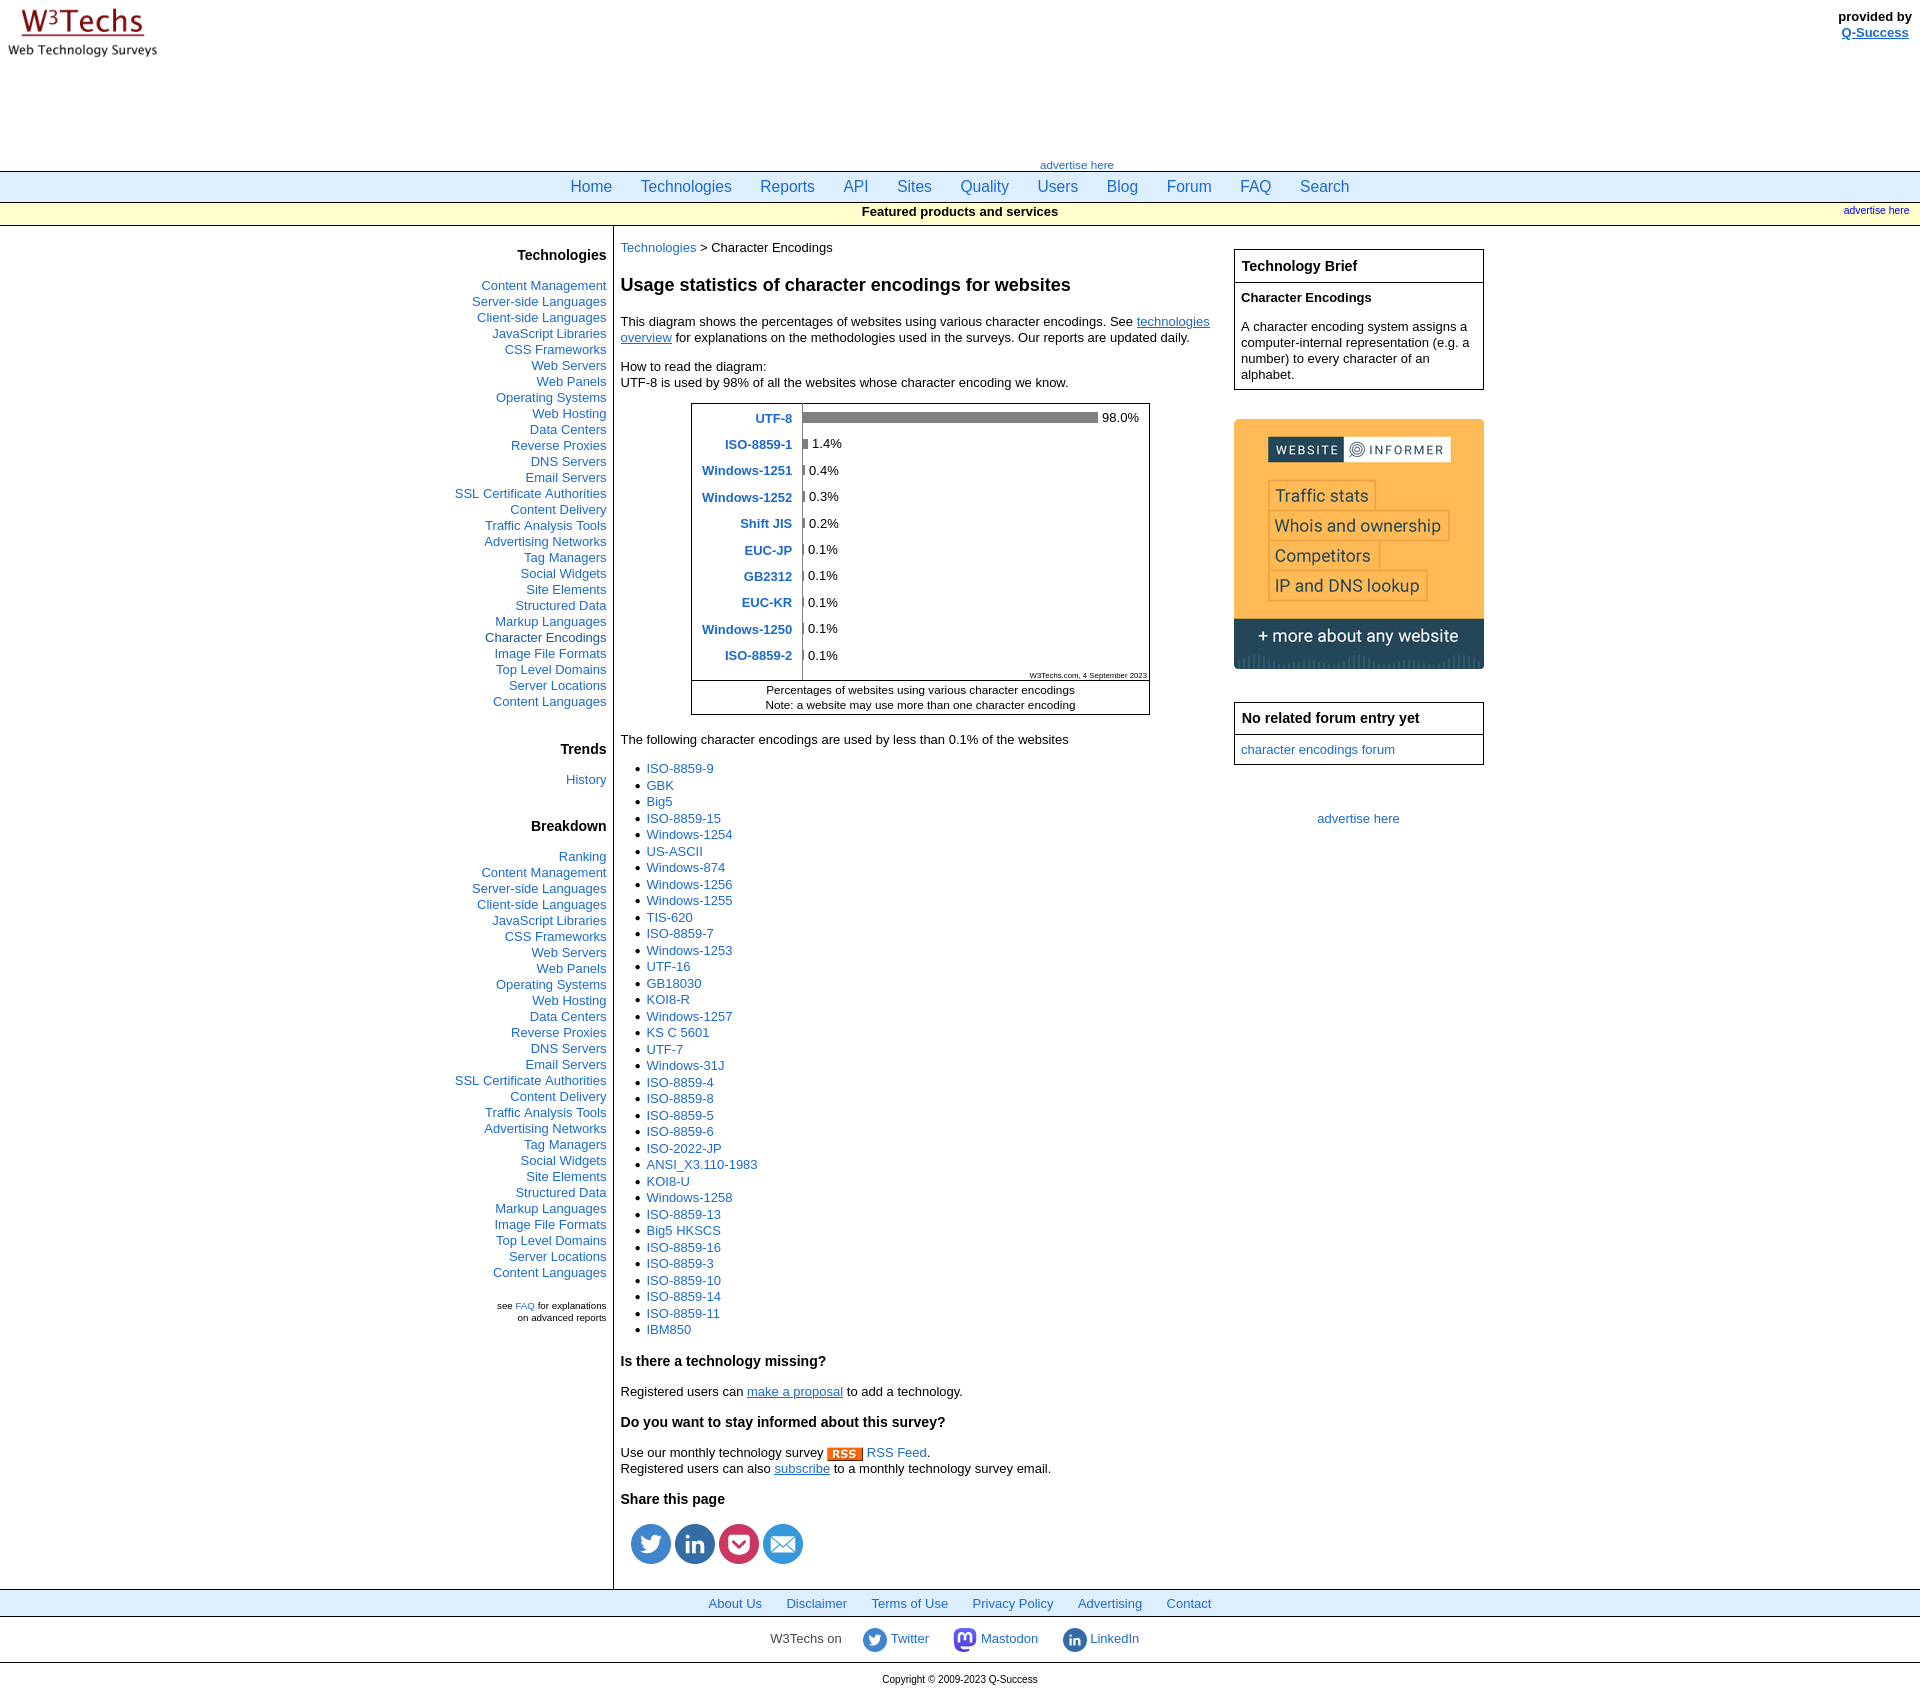 W3Techs
Web Technology Surveys
provided by
Q-Success
advertise here
Home Technologies Reports API Sites Quality Users Blog Forum FAQ Search
Featured products and services
advertise here
Technologies
Content Management
Server-side Languages
Client-side Languages
JavaScript Libraries
CSS Frameworks
Web Servers
Web Panels
Operating Systems
Web Hosting
Data Centers
Reverse Proxies
DNS Servers
Email Servers
SSL Certificate Authorities
Content Delivery
Traffic Analysis Tools
Advertising Networks
Tag Managers
Social Widgets
Site Elements
Structured Data
Markup Languages
Character Encodings
Image File Formats
Top Level Domains
Server Locations
Content Languages
Trends
History
Breakdown
Ranking
Content Management
Server-side Languages
Client-side Languages
JavaScript Libraries
CSS Frameworks
Web Servers
Web Panels
Operating Systems
Web Hosting
Data Centers
Reverse Proxies
DNS Servers
Email Servers
SSL Certificate Authorities
Content Delivery
Traffic Analysis Tools
Advertising Networks
Tag Managers
Social Widgets
Site Elements
Structured Data
Markup Languages
Image File Formats
Top Level Domains
Server Locations
Content Languages
see FAQ for explanations
on advanced reports
Technologies > Character Encodings
Usage statistics of character encodings for websites
This diagram shows the percentages of websites using various character encodings. See technologies
overview for explanations on the methodologies used in the surveys. Our reports are updated daily.
How to read the diagram:
UTF-8 is used by 98% of all the websites whose character encoding we know.
UTF-8 98.0%
ISO-8859-1 1.4%
Windows-1251 0.4%
Windows-1252 0.3%
Shift JIS 0.2%
EUC-JP 0.1%
GB2312 0.1%
EUC-KR 0.1%
Windows-1250 0.1%
ISO-8859-2 0.1%
W3Techs.com, 4 September 2023
Percentages of websites using various character encodings
Note: a website may use more than one character encoding
The following character encodings are used by less than 0.1% of the websites
• ISO-8859-9
• GBK
• Big5
• ISO-8859-15
• Windows-1254
• US-ASCII
• Windows-874
• Windows-1256
• Windows-1255
• TIS-620
• ISO-8859-7
• Windows-1253
• UTF-16
• GB18030
• KOI8-R
• Windows-1257
• KS C 5601
• UTF-7
• Windows-31J
• ISO-8859-4
• ISO-8859-8
• ISO-8859-5
• ISO-8859-6
• ISO-2022-JP
• ANSI_X3.110-1983
• KOI8-U
• Windows-1258
• ISO-8859-13
• Big5 HKSCS
• ISO-8859-16
• ISO-8859-3
• ISO-8859-10
• ISO-8859-14
• ISO-8859-11
• IBM850
Is there a technology missing?
Registered users can make a proposal to add a technology.
Do you want to stay informed about this survey?
Use our monthly technology survey RSS RSS Feed.
Registered users can also subscribe to a monthly technology survey email.
Share this page
in
Technology Brief
Character Encodings
A character encoding system assigns a
computer-internal representation (e.g. a
number) to every character of an
alphabet.
WEBSITE INFORMER
Traffic stats
Whois and ownership
Competitors
IP and DNS lookup
+ more about any website
No related forum entry yet
character encodings forum
advertise here
About Us Disclaimer Terms of Use Privacy Policy Advertising Contact
W3Techs on Twitter m Mastodon in LinkedIn
Copyright © 2009-2023 Q-Success